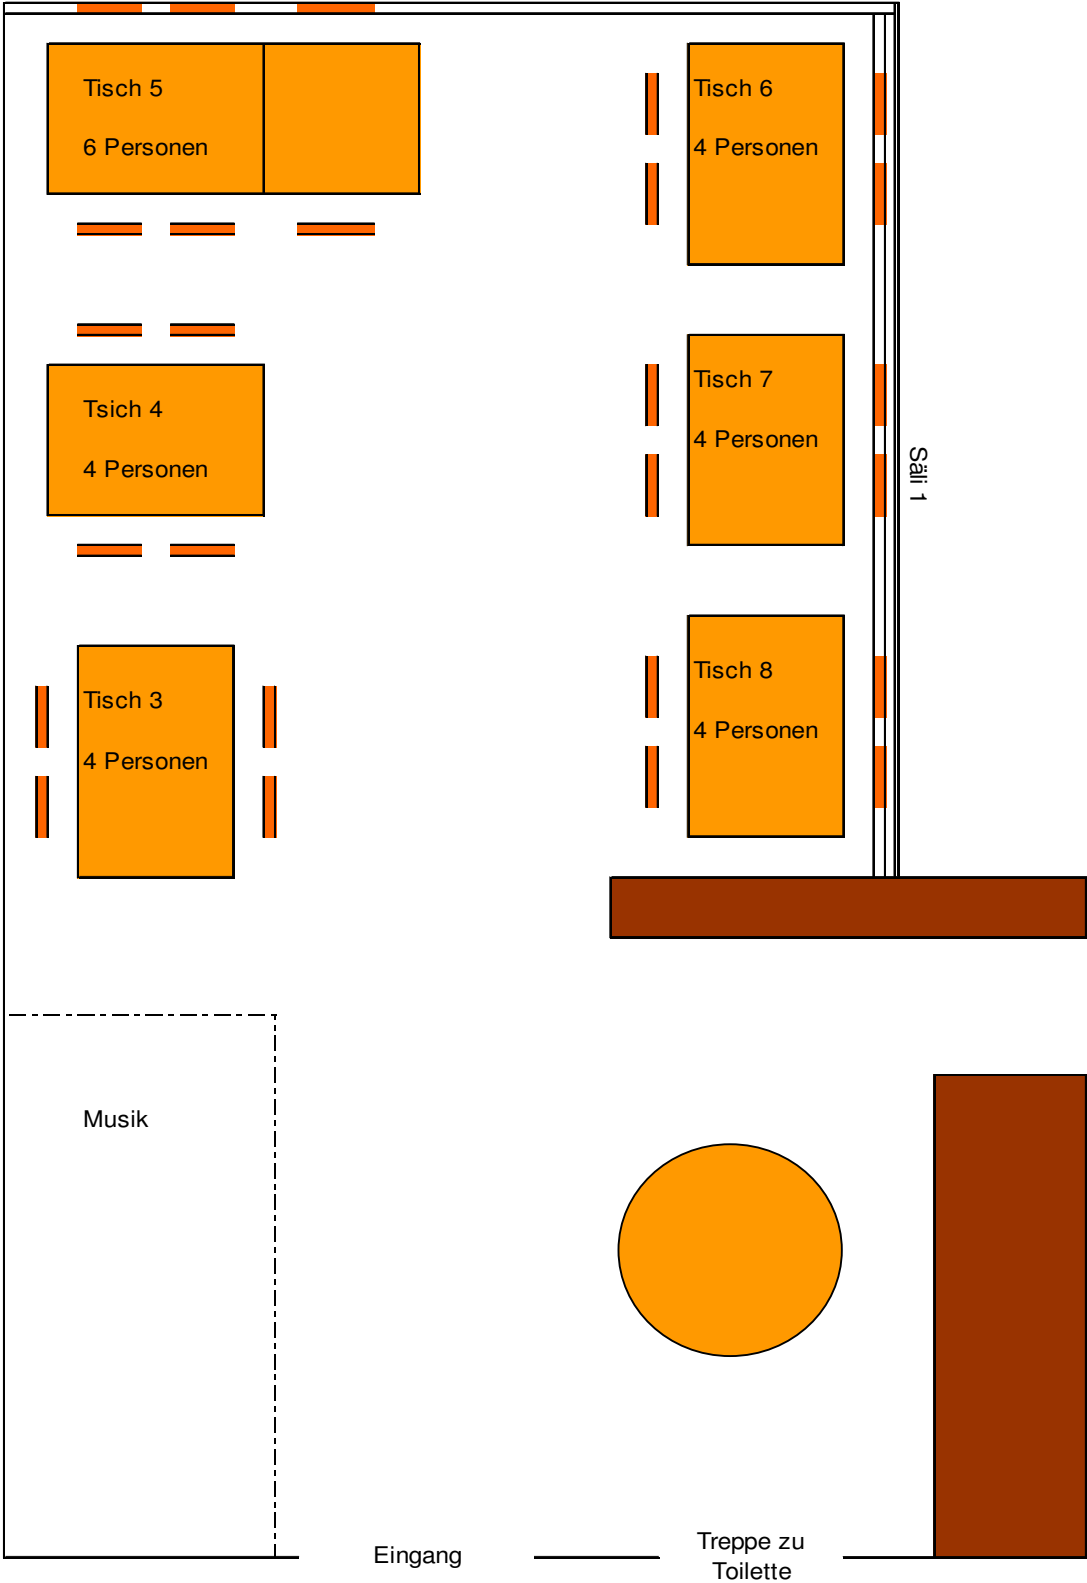 Tisch 5
6 Personen
Tisch 6
4 Personen
Tsich 4
4 Personen
Tisch 7
4 Personen
Säli 1
Tisch 3
4 Personen
Tisch 8
4 Personen
Musik
Eingang
Treppe zu
Toilette